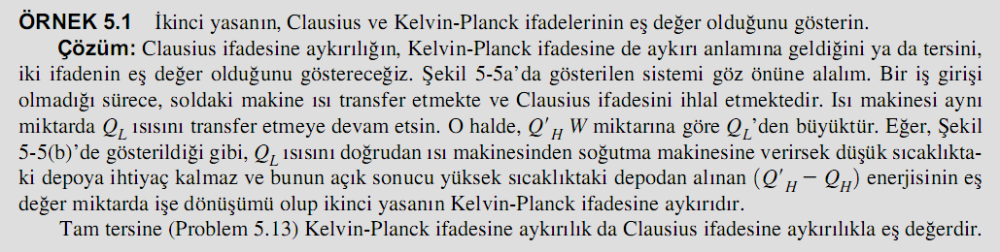 ÖRNEK 5.1 İkinci yasanın, Clausius ve Kelvin-Planck ifadelerinin eş değer olduğunu gösterin.
Çözüm: Clausius ifadesine aykırılığın, Kelvin-Planck ifadesine de aykırı anlamına geldiğini ya da tersini,
iki ifadenin eş değer olduğunu göstereceğiz. Şekil 5-5a'da gösterilen sistemi göz önüne alalım. Bir iş girişi
olmadığı sürece, soldaki makine ısı transfer etmekte ve Clausius ifadesini ihlal etmektedir. Isı makinesi aynı
miktarda Q_L ısısını transfer etmeye devam etsin. O halde, Q'_H W miktarına göre Q_L'den büyüktür. Eğer, Şekil
5-5(b)'de gösterildiği gibi, Q_L ısısını doğrudan ısı makinesinden soğutma makinesine verirsek düşük sıcaklıkta-
ki depoya ihtiyaç kalmaz ve bunun açık sonucu yüksek sıcaklıktaki depodan alınan (Q'_H − Q_H) enerjisinin eş
değer miktarda işe dönüşümü olup ikinci yasanın Kelvin-Planck ifadesine aykırıdır.
Tam tersine (Problem 5.13) Kelvin-Planck ifadesine aykırılık da Clausius ifadesine aykırılıkla eş değerdir.